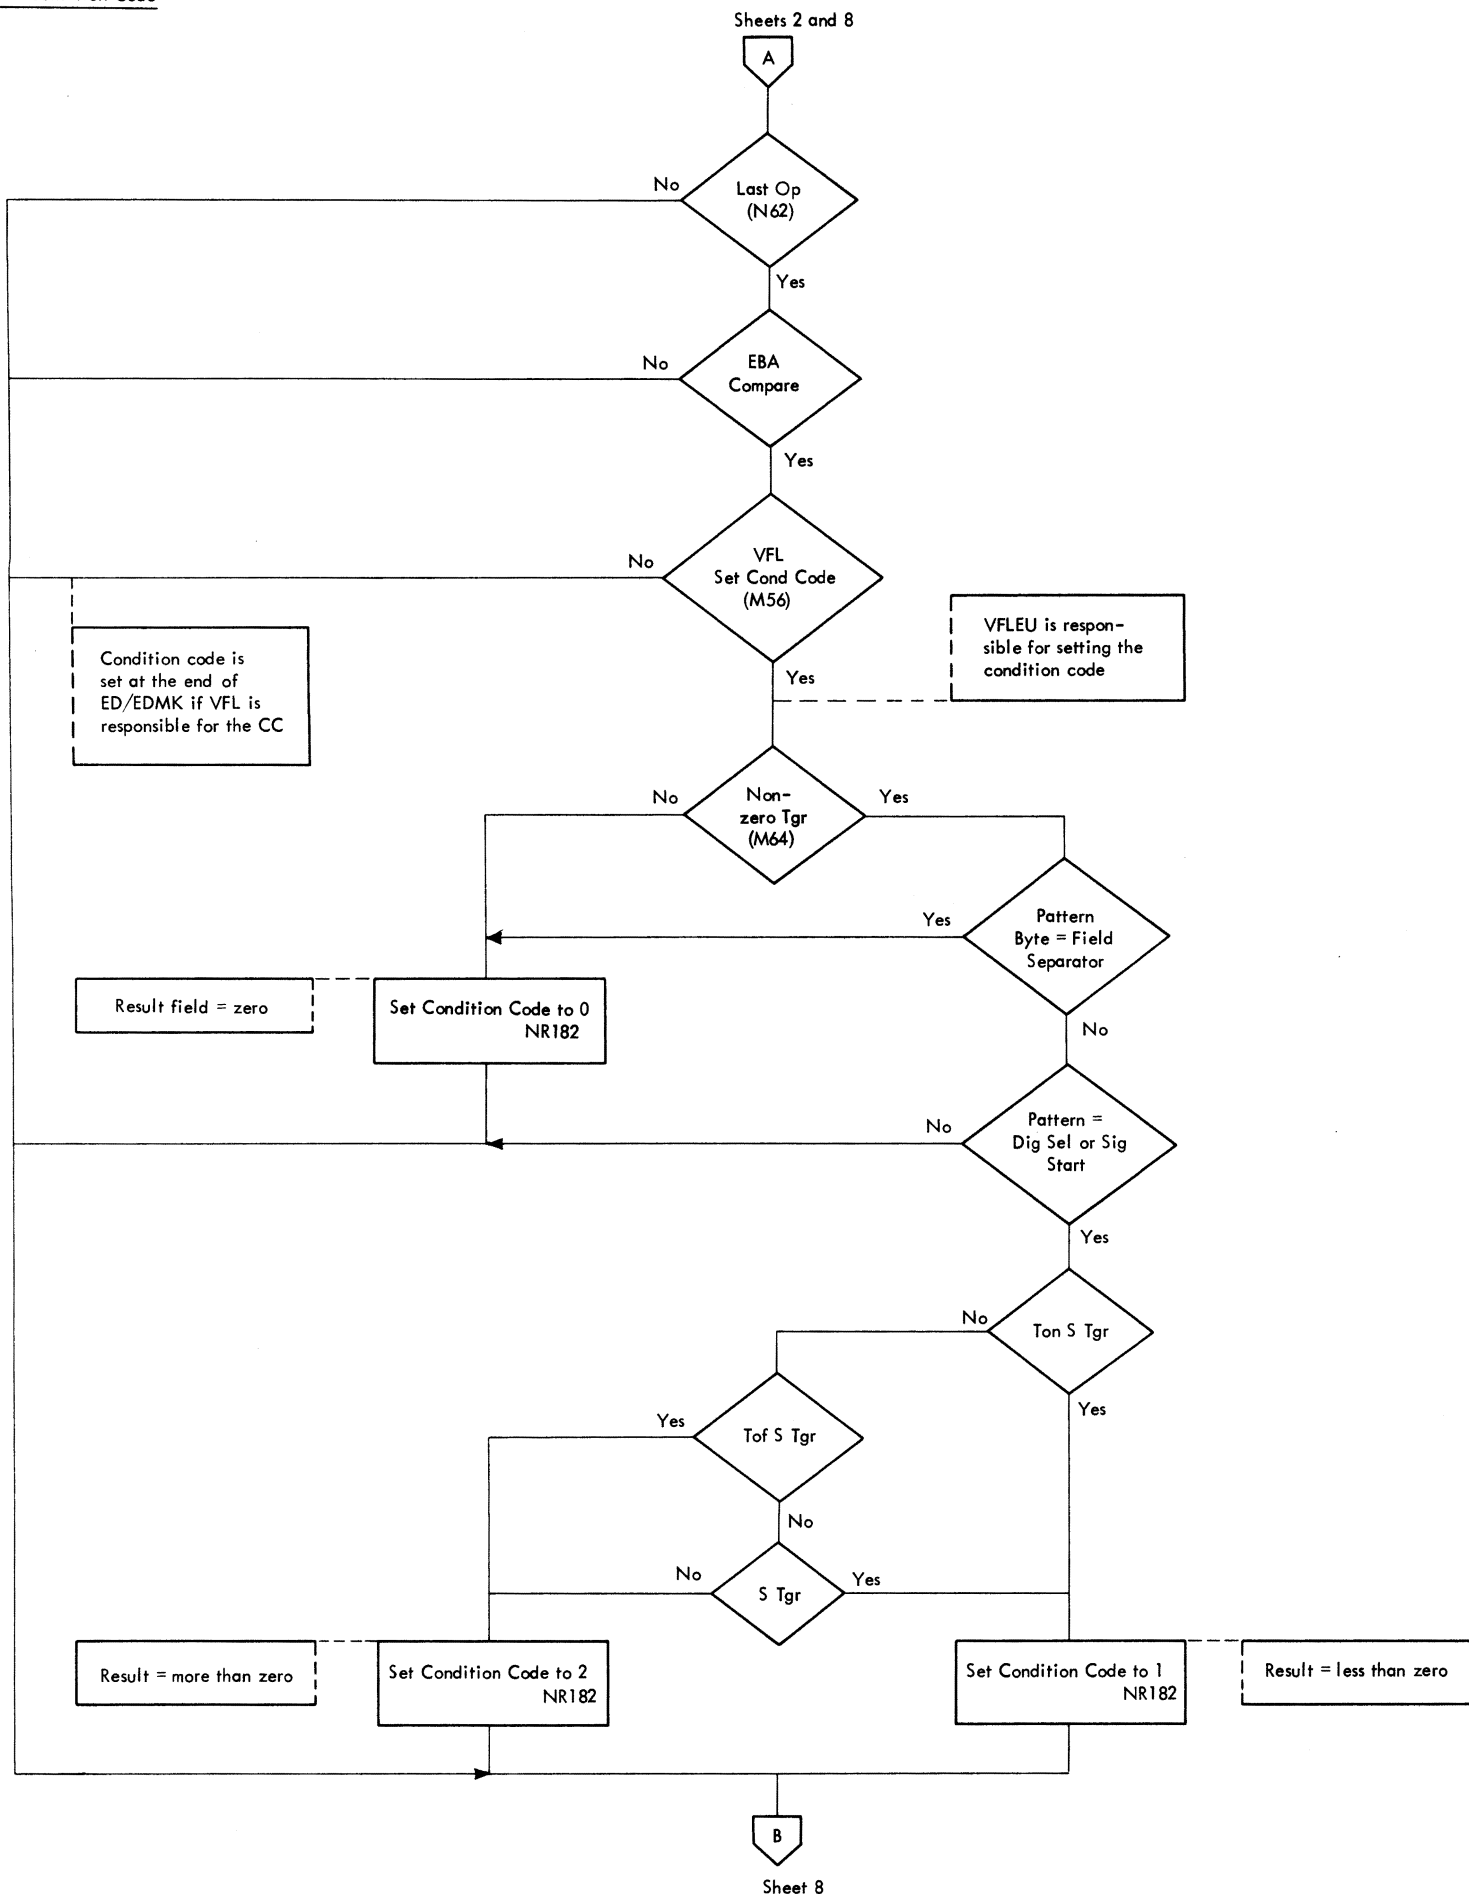 Sheets 2 and 8
A
No
Last Op
(N62)
Yes
No
EBA
Compare
Yes
No
VFL
Set Cond Code
(M56)
Yes
VFLEU is respon-
sible for setting the
condition code
Condition code is
set at the end of
ED/EDMK if VFL is
responsible for the CC
No
Non-
zero Tgr
(M64)
Yes
Yes
Pattern
Byte = Field
Separator
No
Result field = zero
Set Condition Code to 0
NR182
No
Pattern =
Dig Sel or Sig
Start
Yes
No
Ton S Tgr
Yes
Yes
Tof S Tgr
No
No
S Tgr
Yes
Result = more than zero
Set Condition Code to 2
NR182
Set Condition Code to 1
NR182
Result = less than zero
B
Sheet 8